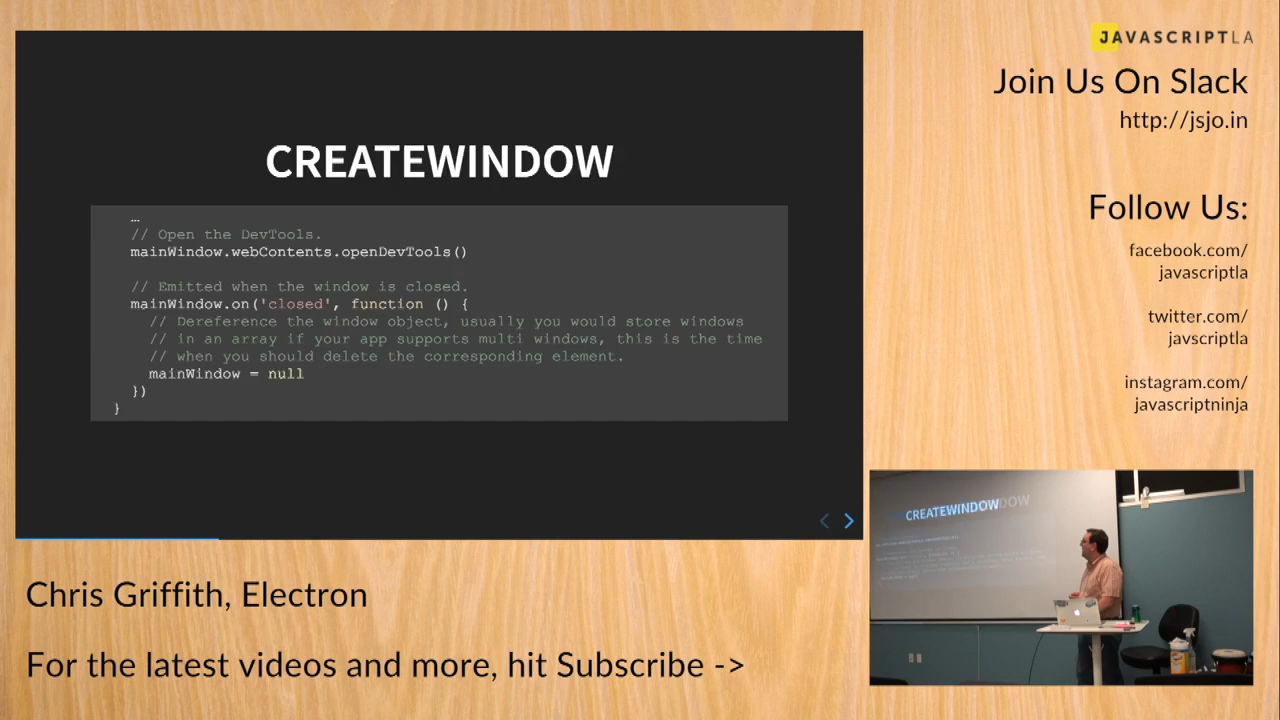 JAVASCRIPTLA
Join Us On Slack
http://jsjo.in
Follow Us:
facebook.com/
javascriptla
twitter.com/
javscriptla
instagram.com/
javascriptninja
CREATEWINDOW
…
// Open the DevTools.
mainWindow.webContents.openDevTools()
// Emitted when the window is closed.
mainWindow.on('closed', function () {
// Dereference the window object, usually you would store windows
// in an array if your app supports multi windows, this is the time
// when you should delete the corresponding element.
mainWindow = null
})
}
CREATEWINDOW
Chris Griffith, Electron
For the latest videos and more, hit Subscribe ->